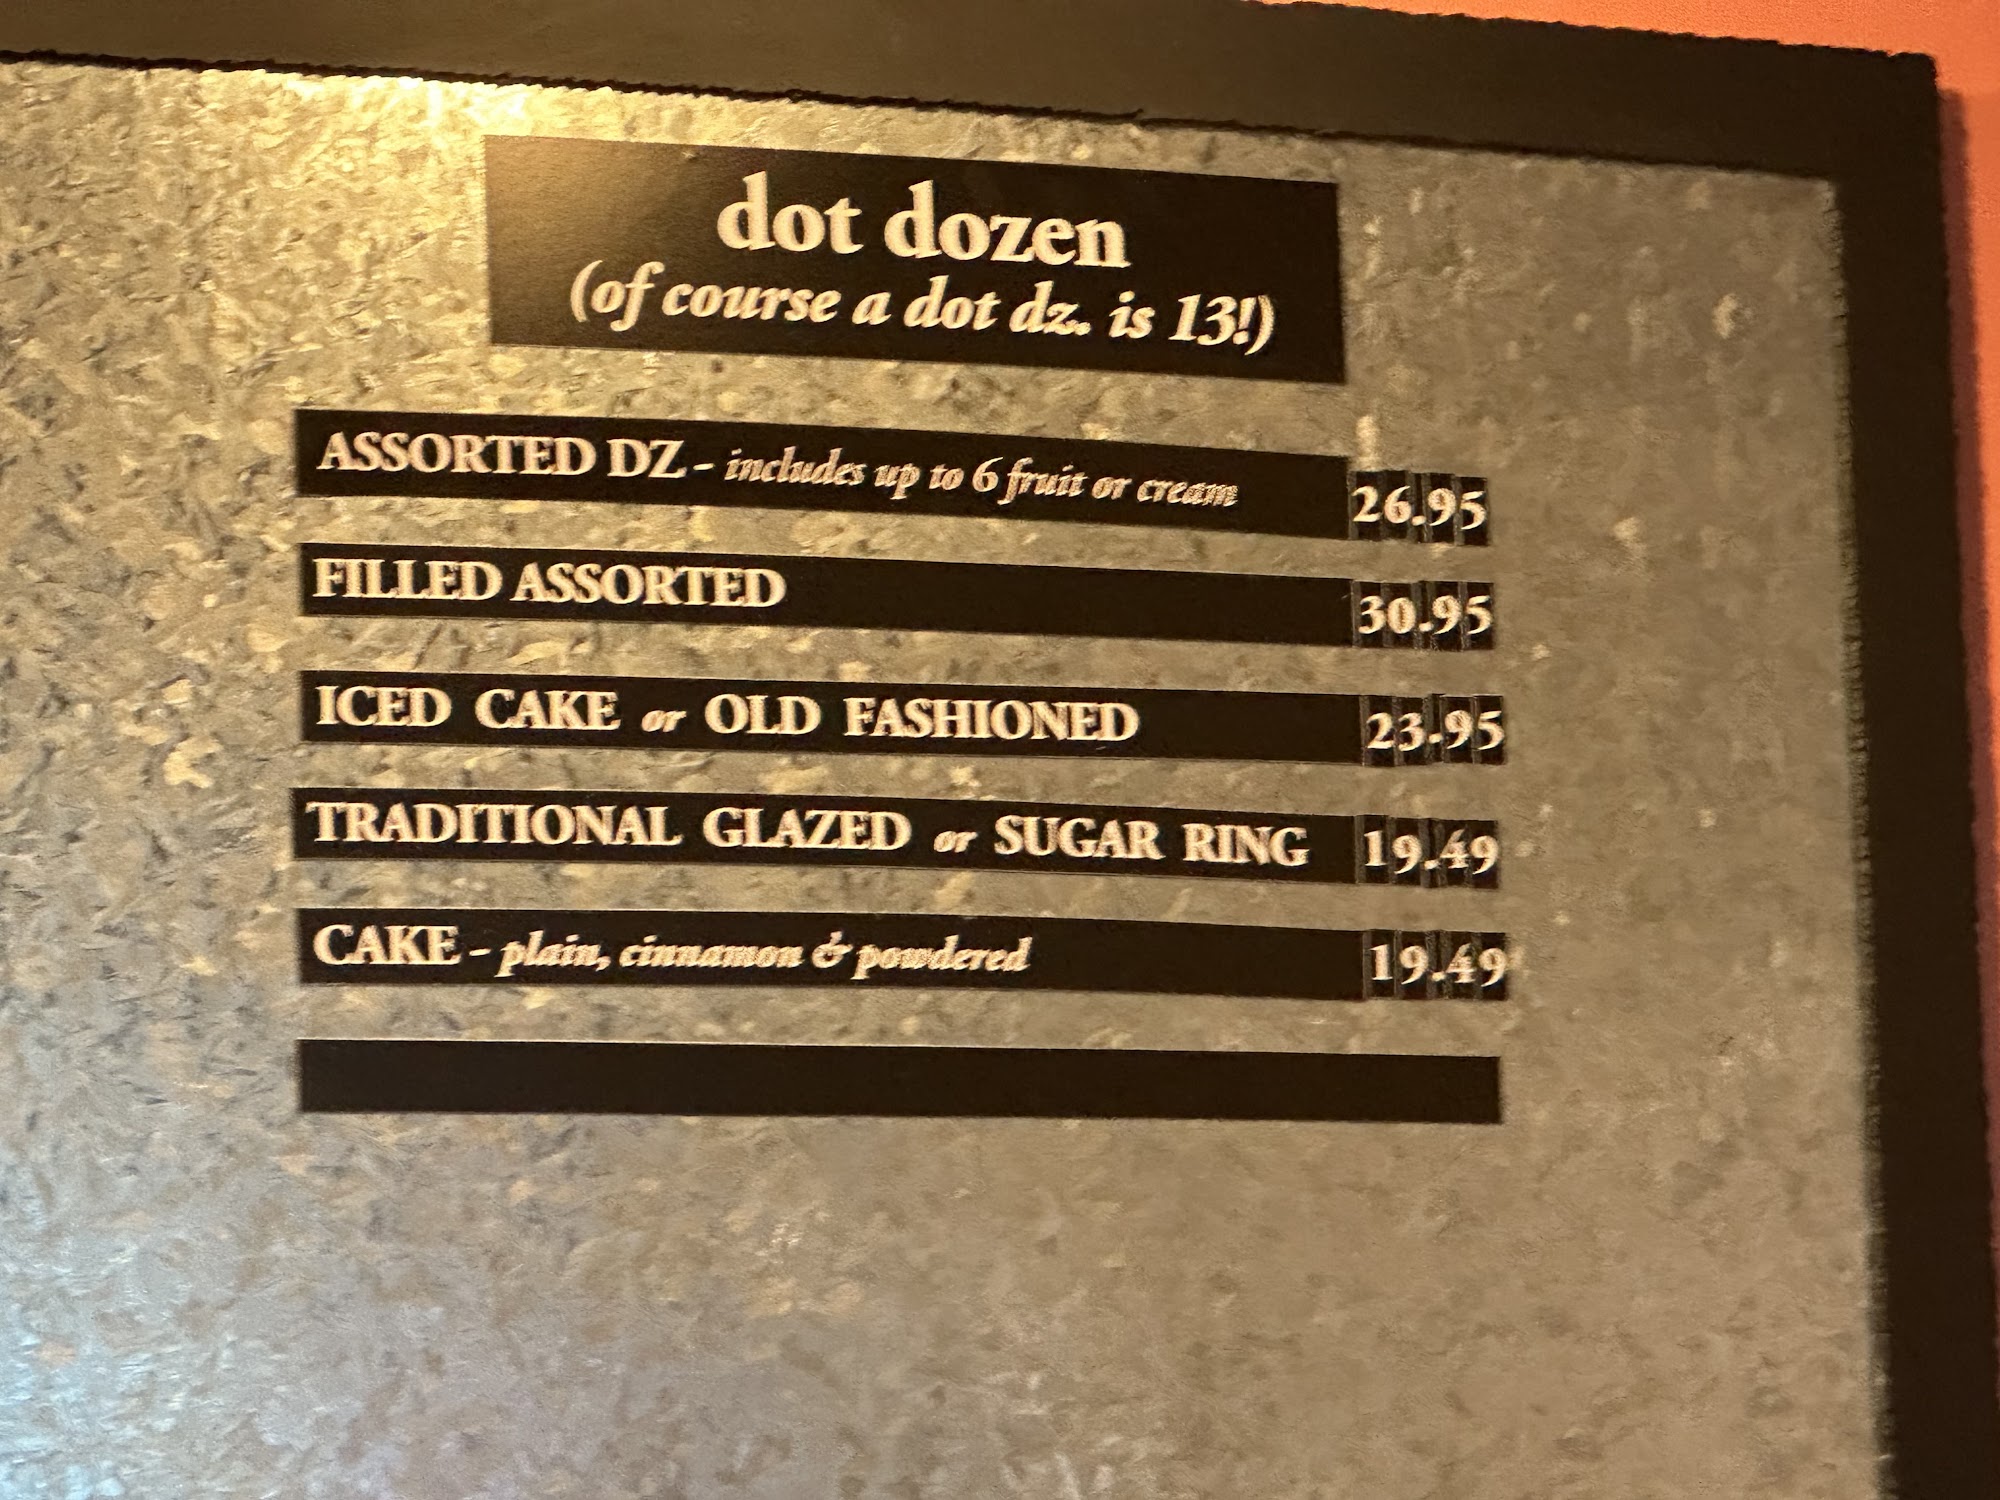 dot dozen
(of course a dot dz. is 13!)
ASSORTED DZ - includes up to 6 fruit or cream 26.95
FILLED ASSORTED 30.95
ICED CAKE or OLD FASHIONED 23.95
TRADITIONAL GLAZED or SUGAR RING 19.49
CAKE - plain, cinnamon & powdered 19.49